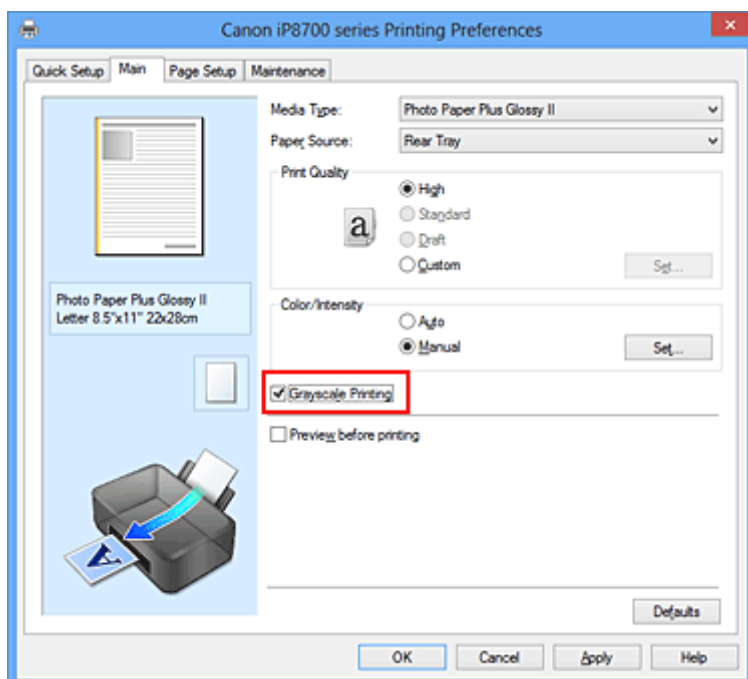 Canon iP8700 series Printing Preferences
Quick Setup Main Page Setup Maintenance
Media Type: Photo Paper Plus Glossy II
Paper Source: Rear Tray
Print Quality
High
Standard
Draft
Custom Set...
a
Photo Paper Plus Glossy II
Letter 8.5"x11" 22x28cm
Color/Intensity
Auto
Manual Set...
Grayscale Printing
Preview before printing
A
Defaults
OK Cancel Apply Help